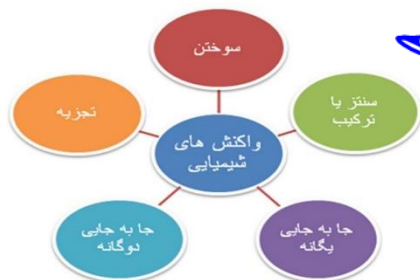 سوختن
سنتز یا
ترکیب
تجزیه
واکنش های
شیمیایی
جا به جایی
یگانه
جا به جایی
دوگانه